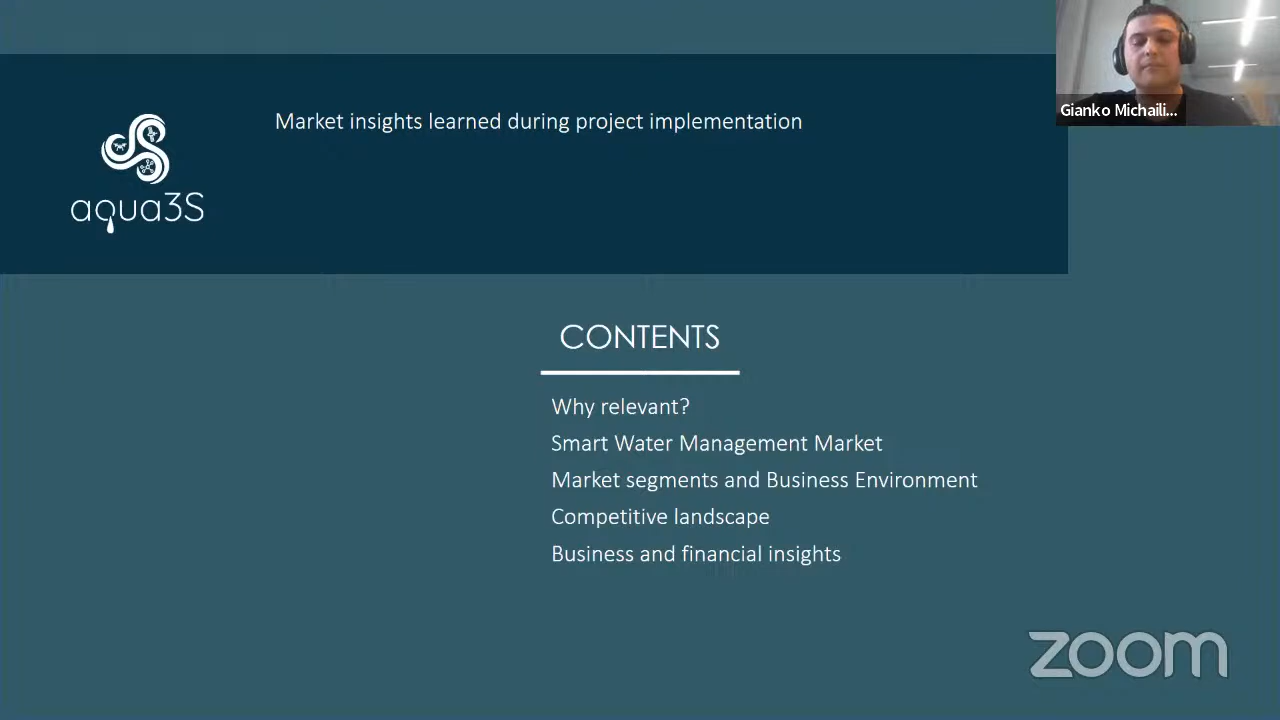 Market insights learned during project implementation
Gianko Michaili...
aqua3S
CONTENTS
Why relevant?
Smart Water Management Market
Market segments and Business Environment
Competitive landscape
Business and financial insights
zoom